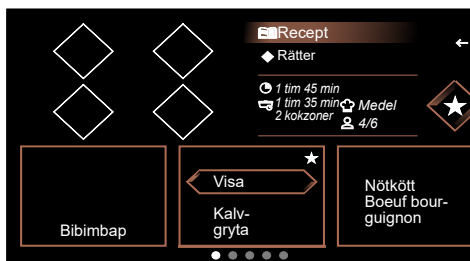 Recept
Rätter
1 tim 45 min
1 tim 35 min
2 kokzoner
Medel
4/6
Bibimbap
Visa
Kalv-
gryta
Nötkött
Boeuf bour-
guignon